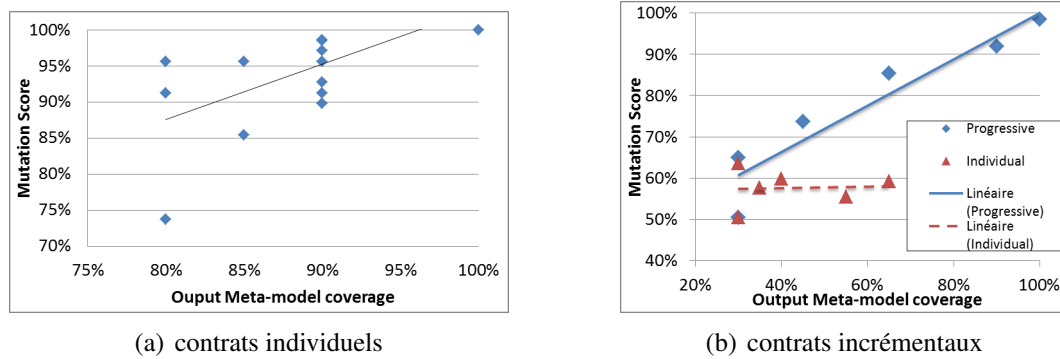 100%
95%
90%
85%
80%
75%
70%
Mutation Score
75% 80% 85% 90% 95% 100%
Ouput Meta-model coverage
(a) contrats individuels
100%
90%
80%
70%
60%
50%
40%
Mutation Score
20% 40% 60% 80% 100%
Output Meta-model coverage
Progressive
Individual
Linéaire
(Progressive)
Linéaire
(Individual)
(b) contrats incrémentaux